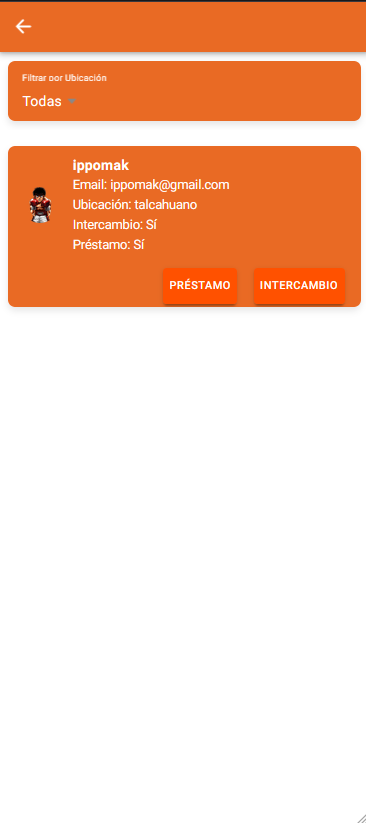 Filtrar por Ubicación
Todas
ippomak
Email: ippomak@gmail.com
Ubicación: talcahuano
Intercambio: Sí
Préstamo: Sí
PRÉSTAMO INTERCAMBIO